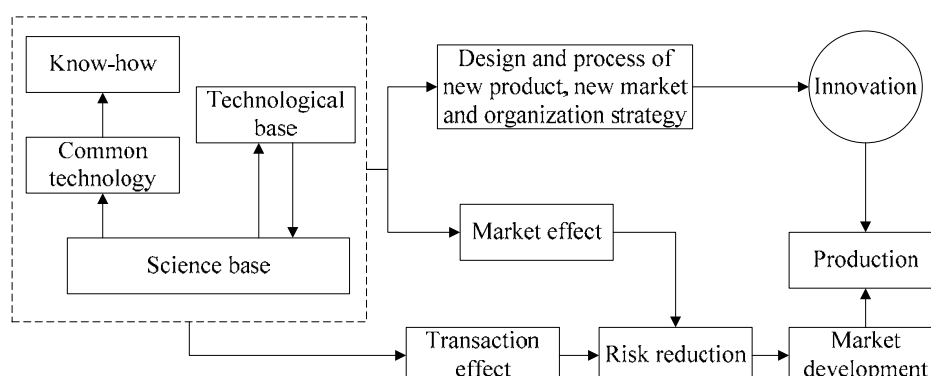 Know-how
Technological
base
Common
technology
Science base
Design and process of
new product, new market
and organization strategy
Innovation
Market effect
Production
Transaction
effect
Risk reduction
Market
development